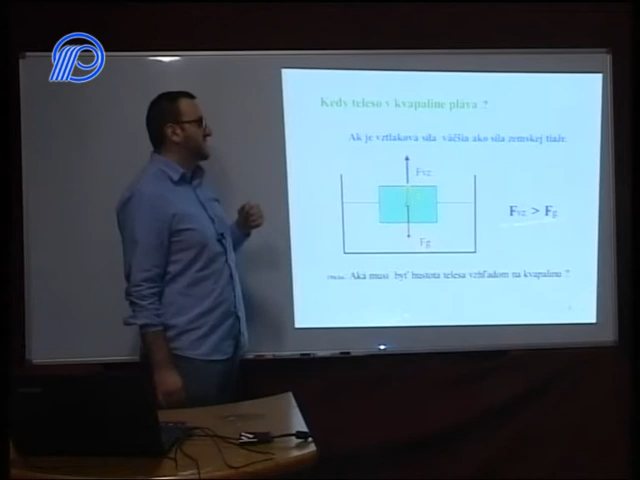 Kedy teleso v kvapaline pláva ?
Ak je vztlaková sila väčšia ako sila zemskej tiaže.
Fvz
Fvz > Fg
Fg
Aká musí byť hustota telesa vzhľadom na kvapalinu ?